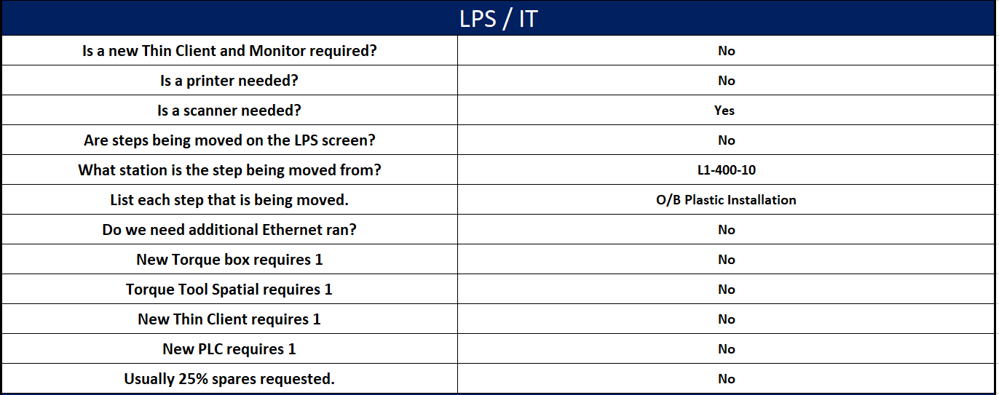 LPS / IT
Is a new Thin Client and Monitor required? No
Is a printer needed? No
Is a scanner needed? Yes
Are steps being moved on the LPS screen? No
What station is the step being moved from? L1-400-10
List each step that is being moved. O/B Plastic Installation
Do we need additional Ethernet ran? No
New Torque box requires 1 No
Torque Tool Spatial requires 1 No
New Thin Client requires 1 No
New PLC requires 1 No
Usually 25% spares requested. No